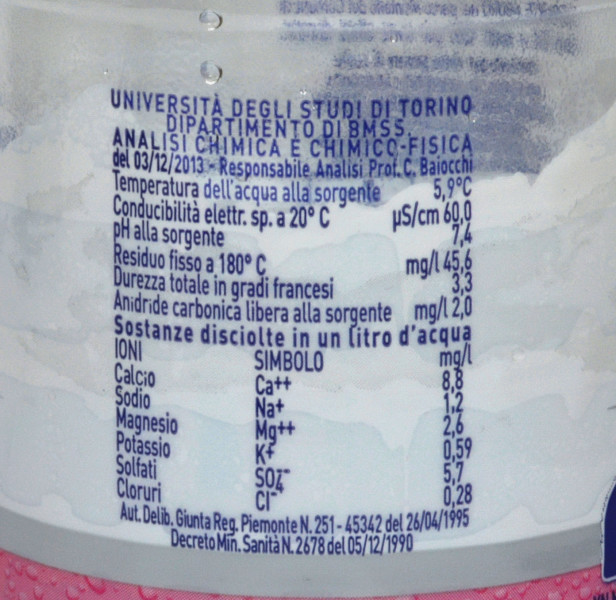 UNIVERSITÀ DEGLI STUDI DI TORINO
DIPARTIMENTO DI BMSS.
ANALISI CHIMICA E CHIMICO-FISICA
del 03/12/2013 - Responsabile Analisi Prof. C. Baiocchi
Temperatura dell'acqua alla sorgente 5,9°C
Conducibilità elettr. sp. a 20° C µS/cm 60,0
pH alla sorgente 7,4
Residuo fisso a 180° C mg/l 45,6
Durezza totale in gradi francesi 3,3
Anidride carbonica libera alla sorgente mg/l 2,0
Sostanze disciolte in un litro d'acqua
IONI SIMBOLO mg/l
Calcio Ca++ 8,8
Sodio Na+ 1,2
Magnesio Mg++ 2,6
Potassio K+ 0,59
Solfati SO4-- 5,7
Cloruri Cl- 0,28
Aut. Delib. Giunta Reg. Piemonte N. 251 - 45342 del 26/04/1995
Decreto Min. Sanità N. 2678 del 05/12/1990